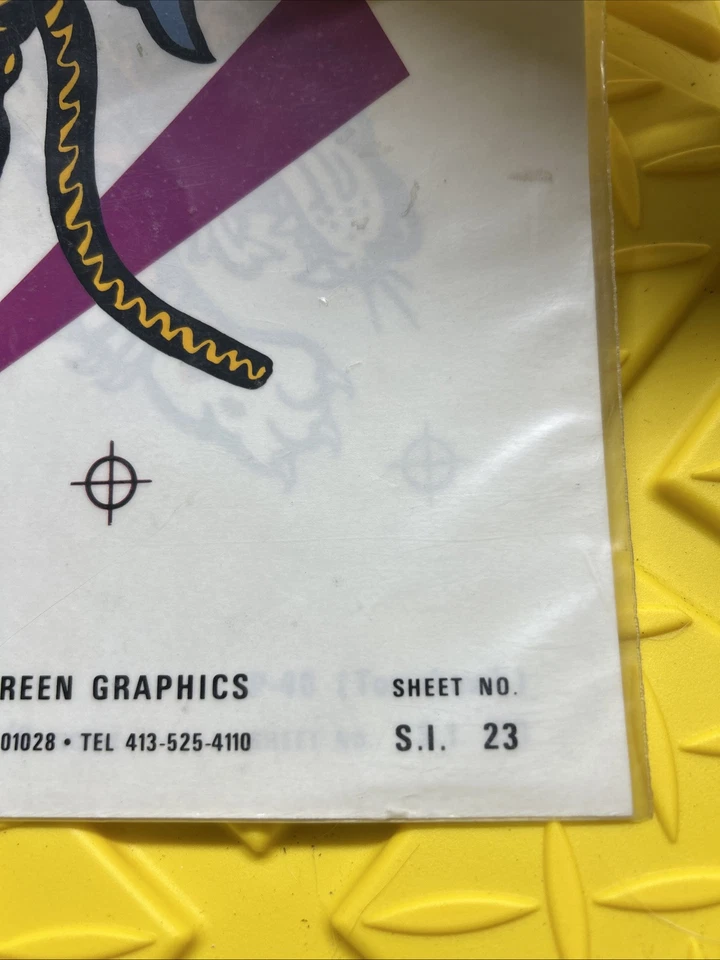 REEN GRAPHICS
01028 • TEL 413-525-4110
SHEET NO.
S.I. 23